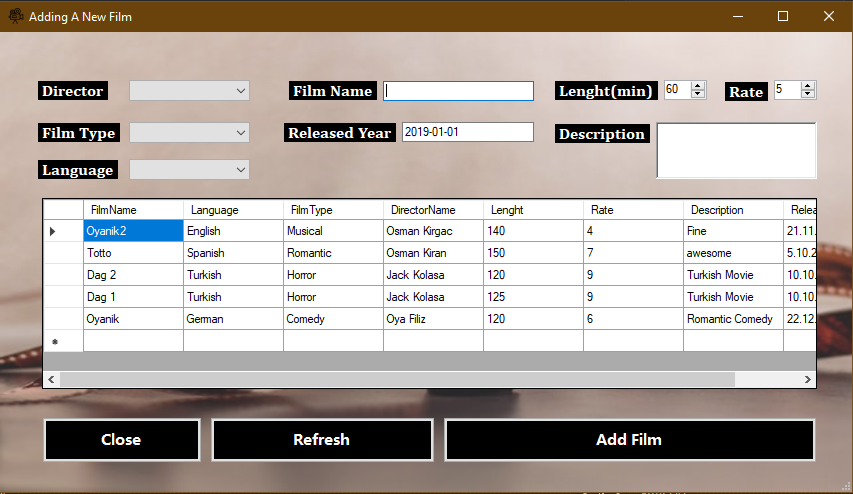 Adding A New Film
Director Film Name Lenght(min) 60 Rate 5
Film Type Released Year 2019-01-01 Description
Language
FilmName Language FilmType DirectorName Lenght Rate Description Relea
Oyanik2 English Musical Osman Kirgac 140 4 Fine 21.11.
Totto Spanish Romantic Osman Kiran 150 7 awesome 5.10.2
Dag 2 Turkish Horror Jack Kolasa 120 9 Turkish Movie 10.10.
Dag 1 Turkish Horror Jack Kolasa 125 9 Turkish Movie 10.10.
Oyanik German Comedy Oya Filiz 120 6 Romantic Comedy 22.12.
Close Refresh Add Film